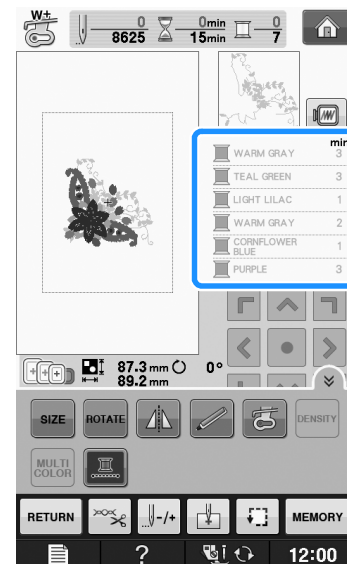 W+
0 0min 0
8625 15min 7
min
WARM GRAY 3
TEAL GREEN 3
LIGHT LILAC 1
WARM GRAY 2
CORNFLOWER
BLUE 1
PURPLE 3
87.3 mm 0°
89.2 mm
SIZE ROTATE DENSITY
MULTI
COLOR
RETURN -/+ MEMORY
? 12:00